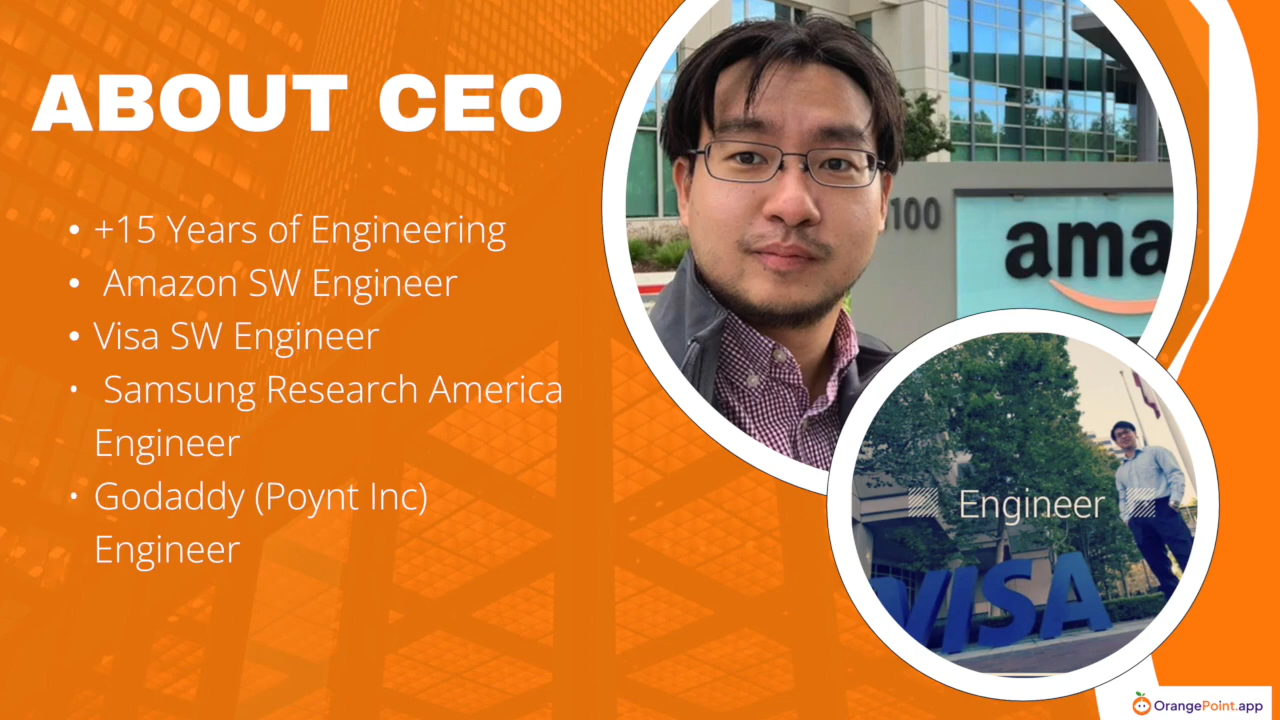 ABOUT CEO
• +15 Years of Engineering
• Amazon SW Engineer
• Visa SW Engineer
• Samsung Research America
Engineer
• Godaddy (Poynt Inc)
Engineer
100
ama
Engineer
VISA
OrangePoint.app